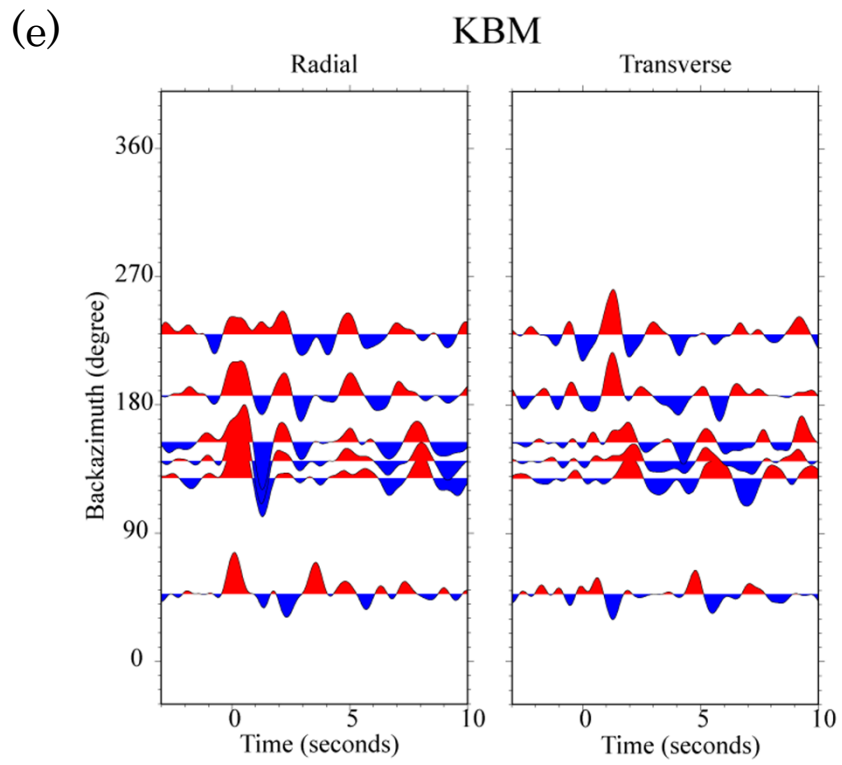 (e)
KBM
Radial
Transverse
Backazimuth (degree)
360
270
180
90
0
0 5 10
0 5 10
Time (seconds)
Time (seconds)